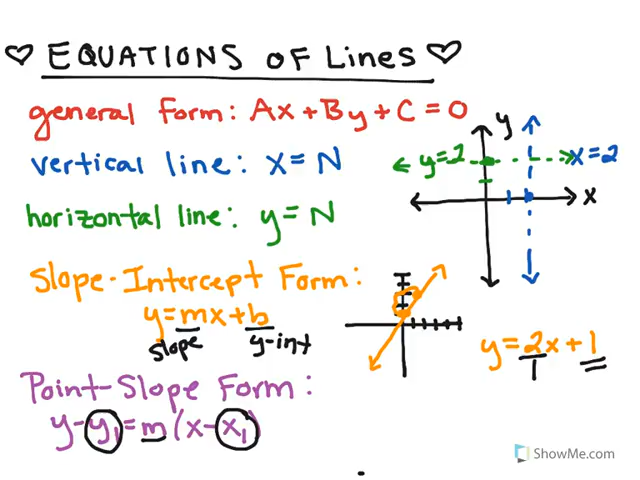 ♡ EQUATIONS OF Lines ♡
general form: Ax + By + C = 0
vertical line: x = N
horizontal line: y = N
y
y=2
x=2
x
Slope-Intercept Form:
y = mx + b
slope
y-int
y = 2x + 1
1
Point-Slope Form:
y - y₁ = m (x - x₁)
ShowMe.com